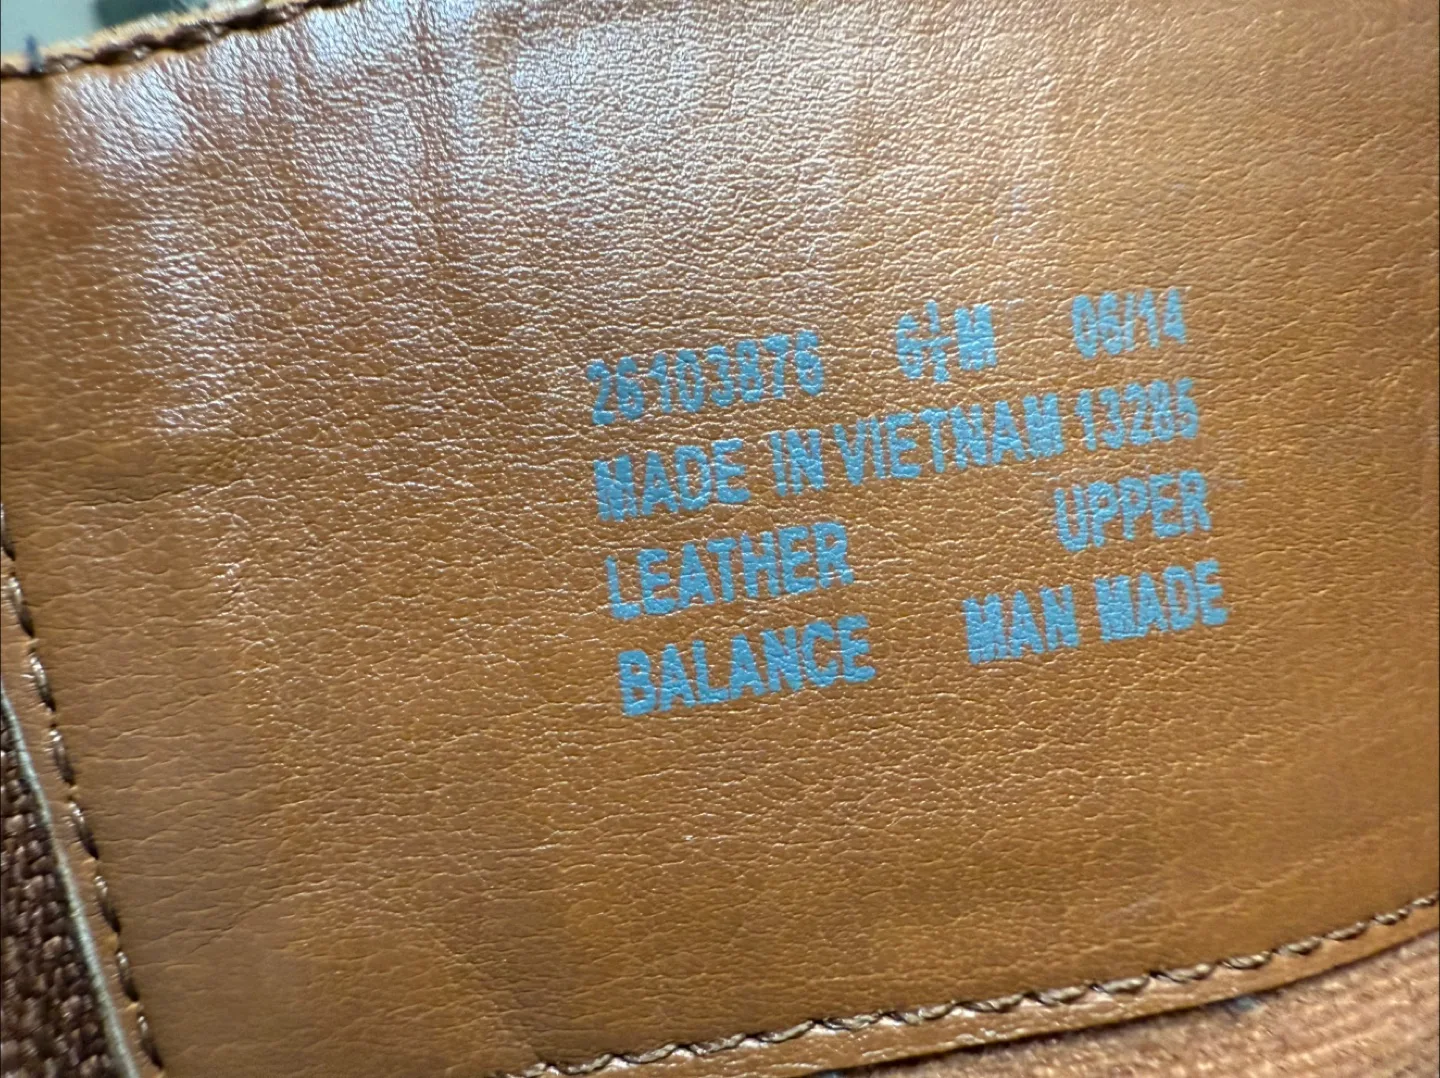 26103876 6½M 06/14
MADE IN VIETNAM 13285
LEATHER UPPER
BALANCE MAN MADE